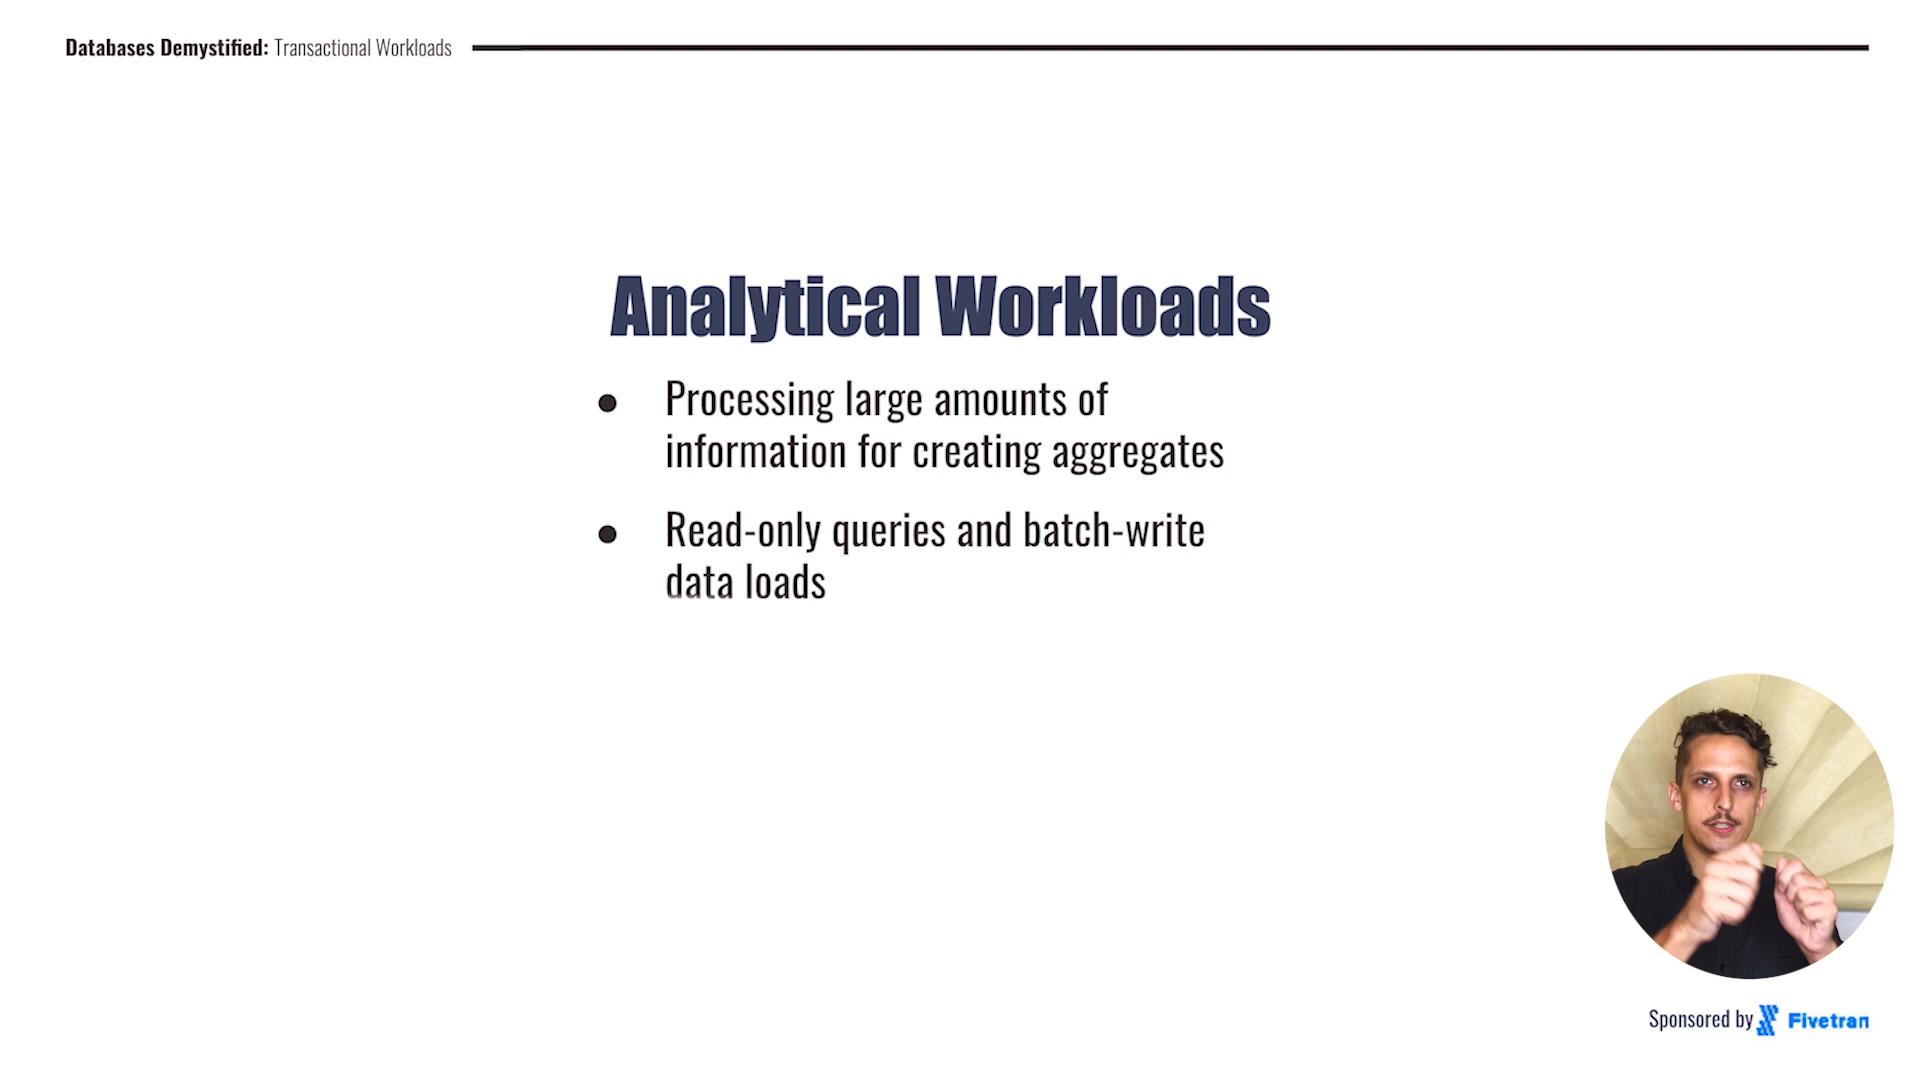 Databases Demystified: Transactional Workloads
Analytical Workloads
● Processing large amounts of
information for creating aggregates
● Read-only queries and batch-write
data loads
Sponsored by Fivetran